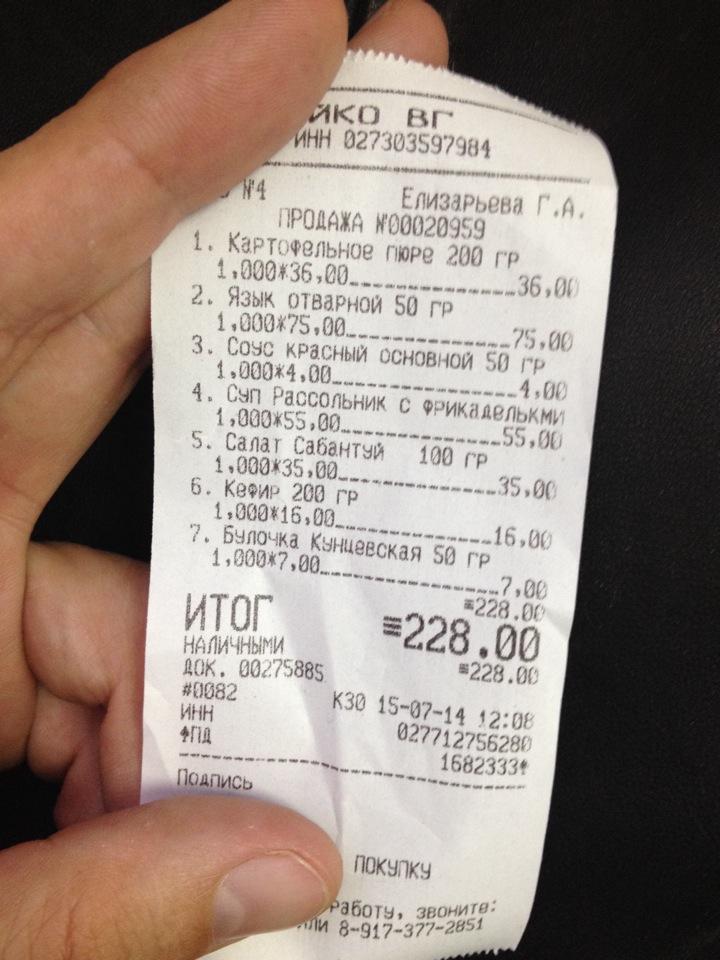 ЙКО ВГ
ИНН 027303597984
№4 Елизарьева Г.А.
ПРОДАЖА №00020959
1. Картофельное пюре 200 гр
1,000*36,00 36,00
2. Язык отварной 50 гр
1,000*75,00 75,00
3. Соус красный основной 50 гр
1,000*4,00 4,00
4. Суп Рассольник с фрикаделькми
1,000*55,00 55,00
5. Салат Сабантуй 100 гр
1,000*35,00 35,00
6. Кефир 200 гр
1,000*16,00 16,00
7. Булочка Кунцевская 50 гр
1,000*7,00 7,00
≡228.00
ИТОГ ≡228.00
НАЛИЧНЫМИ ≡228.00
ДОК. 00275885
#0082 К30 15-07-14 12:08
ИНН 027712756280
ПД 1682333
Подпись
ПОКУПКУ
работу, звоните:
или 8-917-377-2851